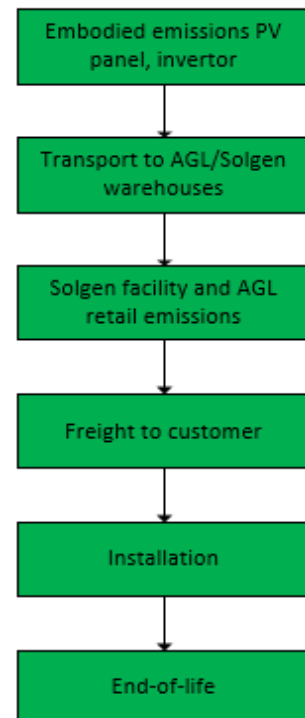 Embodied emissions PV
panel, invertor
Transport to AGL/Solgen
warehouses
Solgen facility and AGL
retail emissions
Freight to customer
Installation
End-of-life